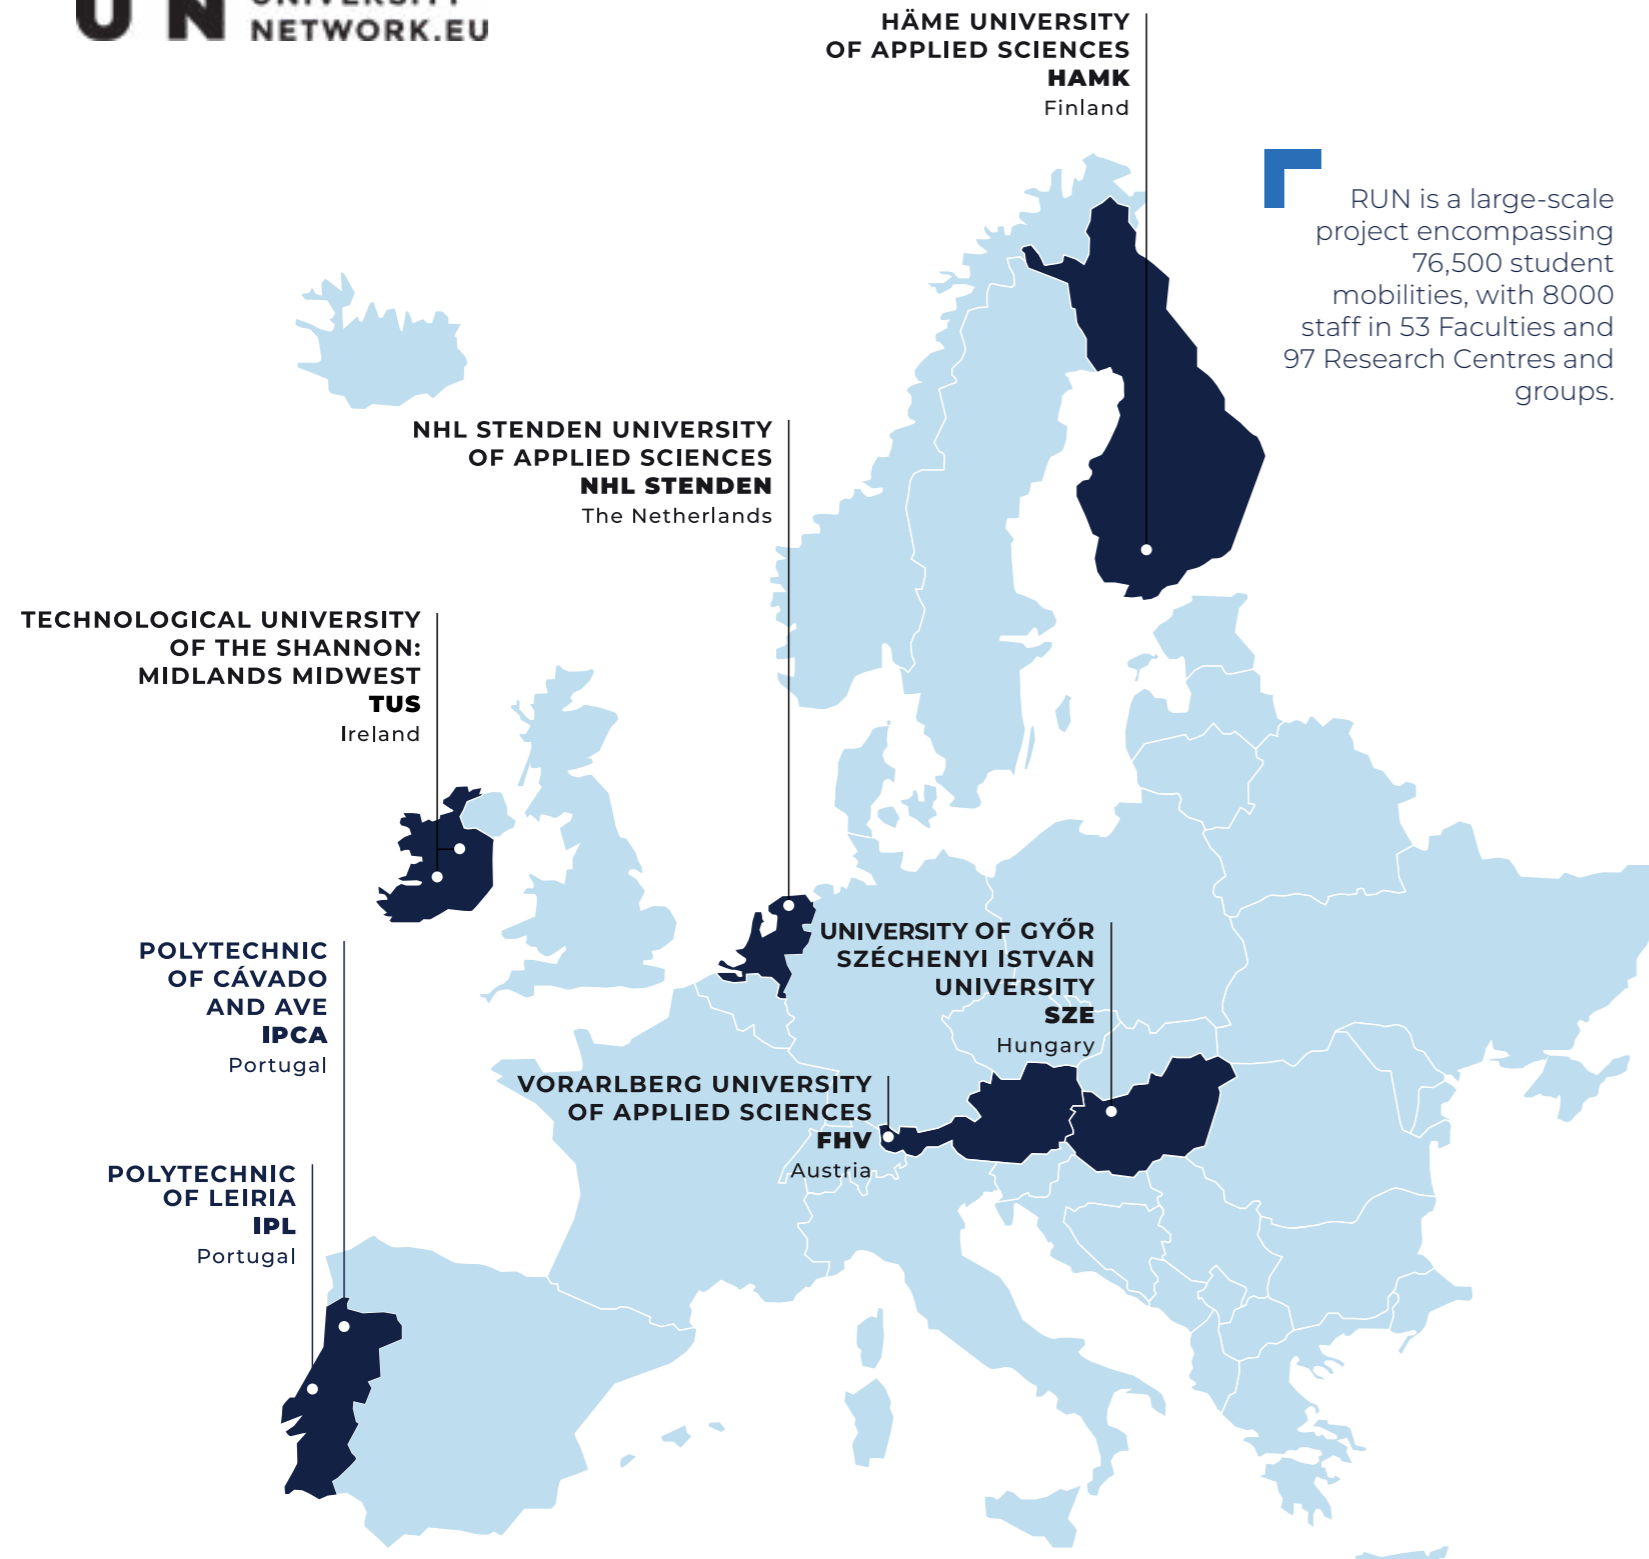 UN
NETWORK.EU
HÄME UNIVERSITY
OF APPLIED SCIENCES
HAMK
Finland
RUN is a large-scale
project encompassing
76,500 student
mobilities, with 8000
staff in 53 Faculties and
97 Research Centres and
groups.
NHL STENDEN UNIVERSITY
OF APPLIED SCIENCES
NHL STENDEN
The Netherlands
TECHNOLOGICAL UNIVERSITY
OF THE SHANNON:
MIDLANDS MIDWEST
TUS
Ireland
UNIVERSITY OF GYŐR
SZÉCHENYI ISTVAN
UNIVERSITY
SZE
Hungary
POLYTECHNIC
OF CÁVADO
AND AVE
IPCA
Portugal
VORARLBERG UNIVERSITY
OF APPLIED SCIENCES
FHV
Austria
POLYTECHNIC
OF LEIRIA
IPL
Portugal